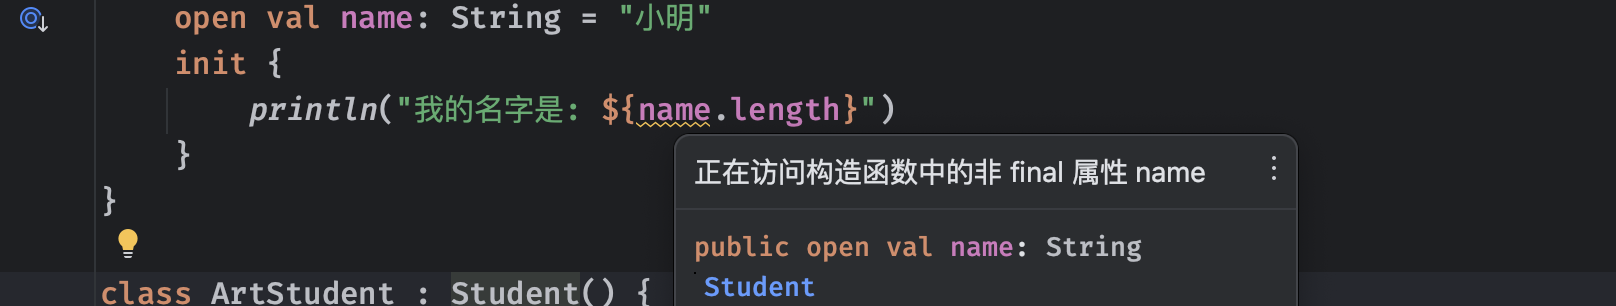 open val name: String = "小明"
init {
println("我的名字是: ${name.length}")
}
}
正在访问构造函数中的非 final 属性 name
public open val name: String
Student
class ArtStudent : Student() {